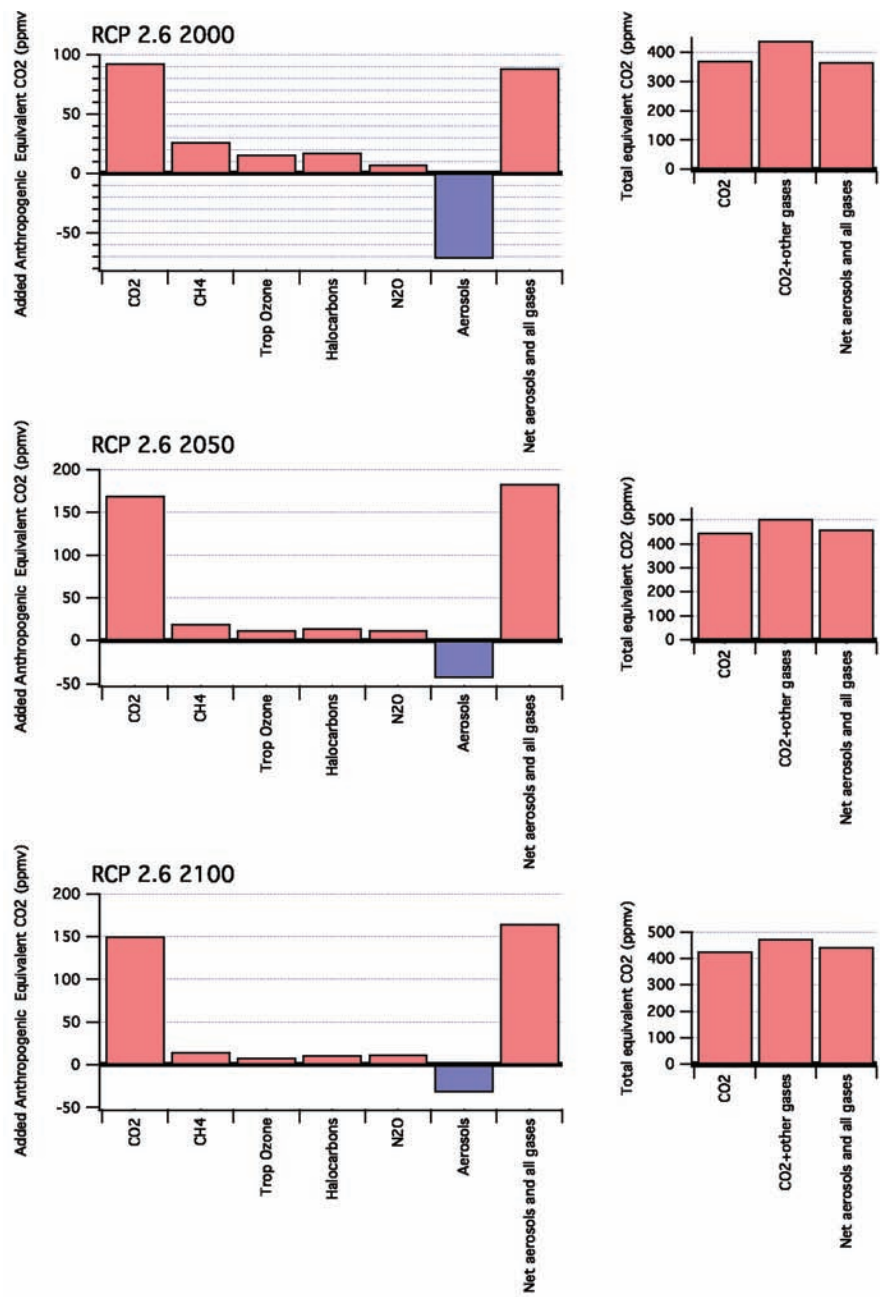 RCP 2.6 2000
Added Anthropogenic Equivalent CO2 (ppmv
100
50
0
-50
CO2
CH4
Trop Ozone
Halocarbons
N2O
Aerosols
Net aerosols and all gases
Total equivalent CO2 (ppmv)
400
300
200
100
0
CO2
CO2+other gases
Net aerosols and all gases
RCP 2.6 2050
Added Anthropogenic Equivalent CO2 (ppmv)
200
150
100
50
0
-50
CO2
CH4
Trop Ozone
Halocarbons
N2O
Aerosols
Net aerosols and all gases
Total equivalent CO2 (ppmv)
500
400
300
200
100
0
CO2
CO2+other gases
Net aerosols and all gases
RCP 2.6 2100
Added Anthropogenic Equivalent CO2 (ppmv)
200
150
100
50
0
-50
CO2
CH4
Trop Ozone
Halocarbons
N2O
Aerosols
Net aerosols and all gases
Total equivalent CO2 (ppmv)
500
400
300
200
100
0
CO2
CO2+other gases
Net aerosols and all gases